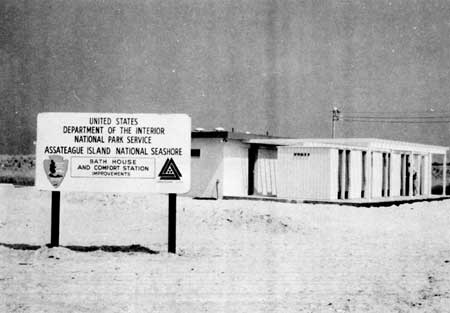 UNITED STATES
DEPARTMENT OF THE INTERIOR
NATIONAL PARK SERVICE
ASSATEAGUE ISLAND NATIONAL SEASHORE
BATH HOUSE
AND COMFORT STATION
IMPROVEMENTS